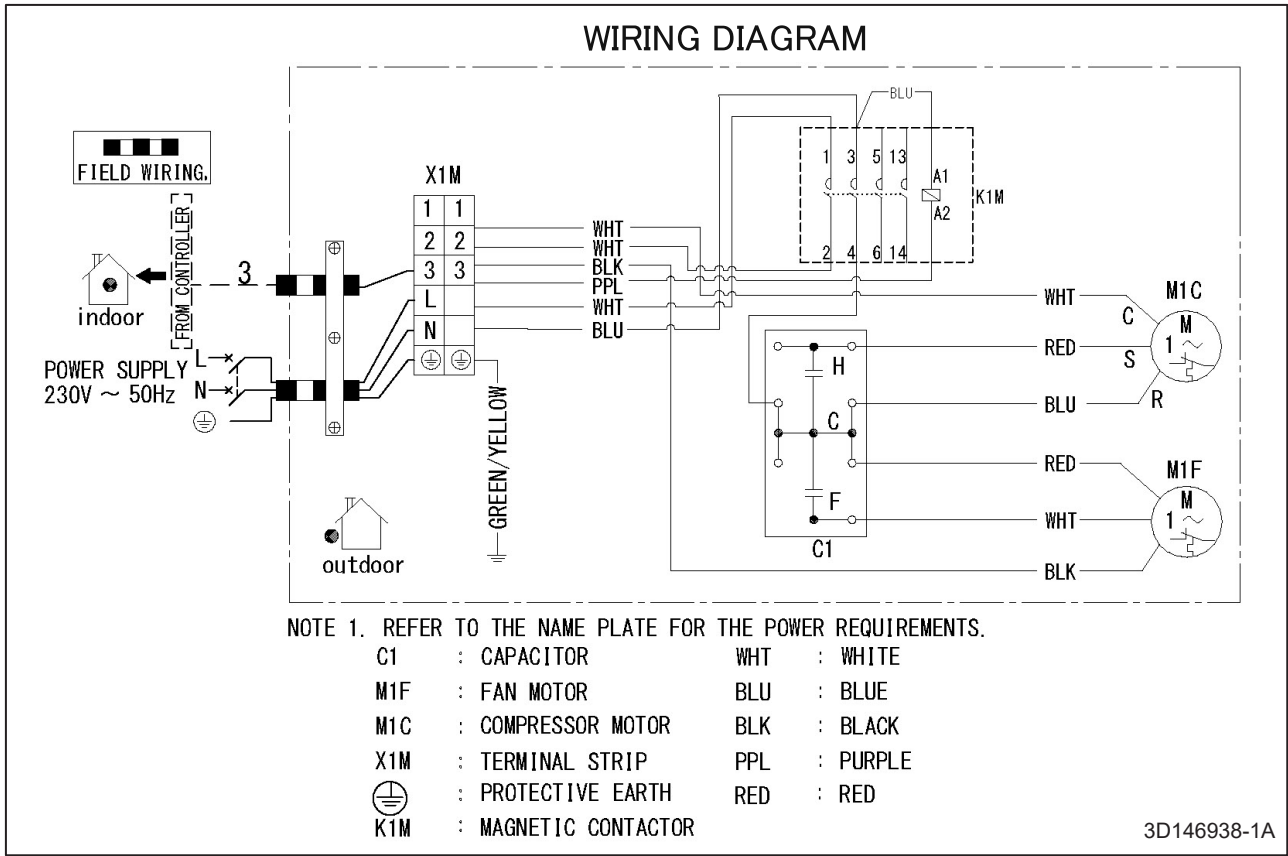 WIRING DIAGRAM
FIELD WIRING.
FROM CONTROLLER
indoor
3
POWER SUPPLY
230V ～ 50Hz
L
N
outdoor
X1M
1 1
2 2
3 3
L
N
GREEN/YELLOW
WHT
WHT
BLK
PPL
WHT
BLU
BLU
1 3 5 13
A1
A2
K1M
2 4 6 14
H
C
F
C1
WHT
RED
BLU
C
S
R
M1C
M
1 ～
RED
WHT
BLK
M1F
M
1 ～
NOTE 1. REFER TO THE NAME PLATE FOR THE POWER REQUIREMENTS.
C1 : CAPACITOR WHT : WHITE
M1F : FAN MOTOR BLU : BLUE
M1C : COMPRESSOR MOTOR BLK : BLACK
X1M : TERMINAL STRIP PPL : PURPLE
: PROTECTIVE EARTH RED : RED
K1M : MAGNETIC CONTACTOR
3D146938-1A